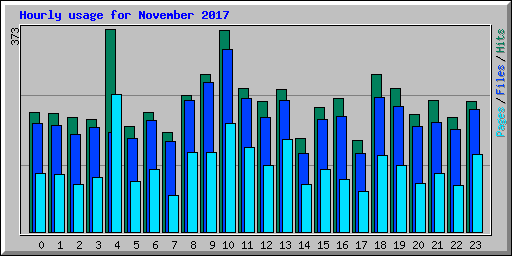 Hourly usage for November 2017
373
Pages / Files / Hits
0 1 2 3 4 5 6 7 8 9 10 11 12 13 14 15 16 17 18 19 20 21 22 23